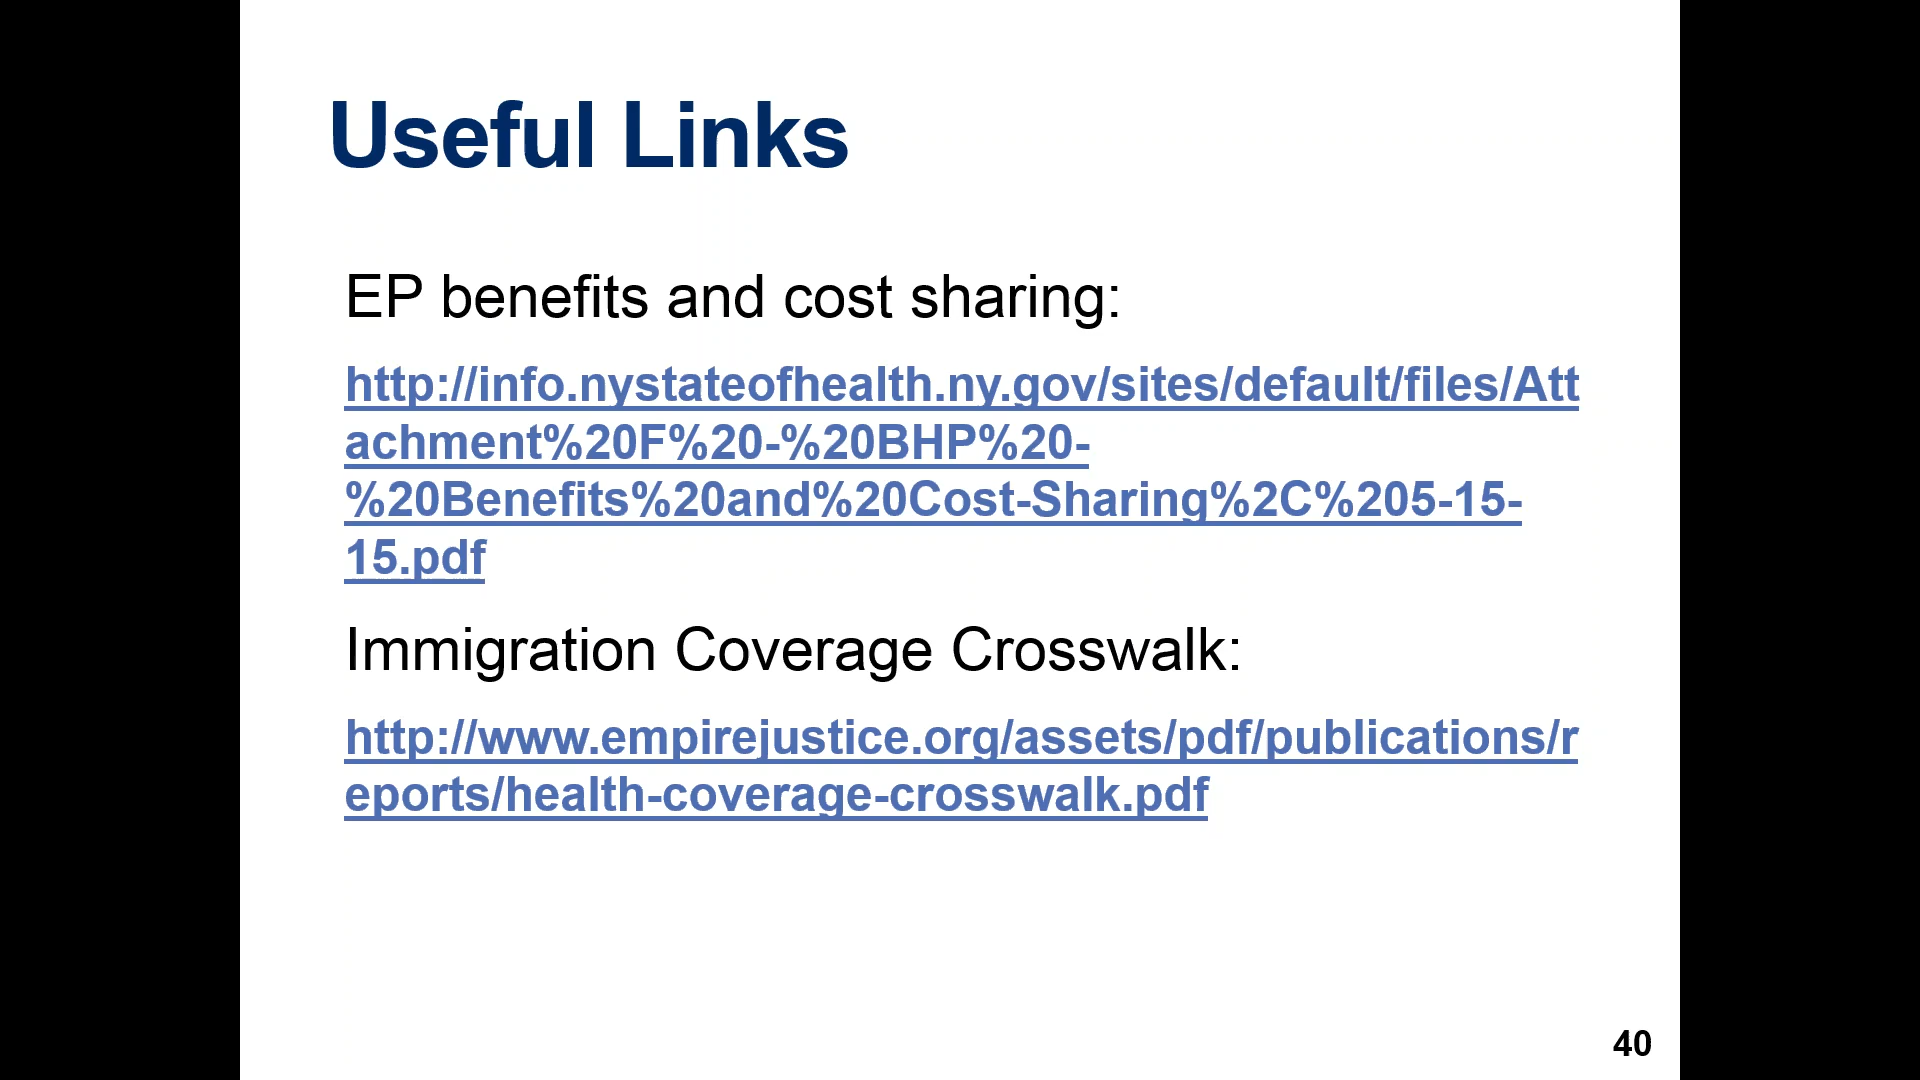 Useful Links
EP benefits and cost sharing:
http://info.nystateofhealth.ny.gov/sites/default/files/Att
achment%20F%20-%20BHP%20-
%20Benefits%20and%20Cost-Sharing%2C%205-15-
15.pdf
Immigration Coverage Crosswalk:
http://www.empirejustice.org/assets/pdf/publications/r
eports/health-coverage-crosswalk.pdf
40